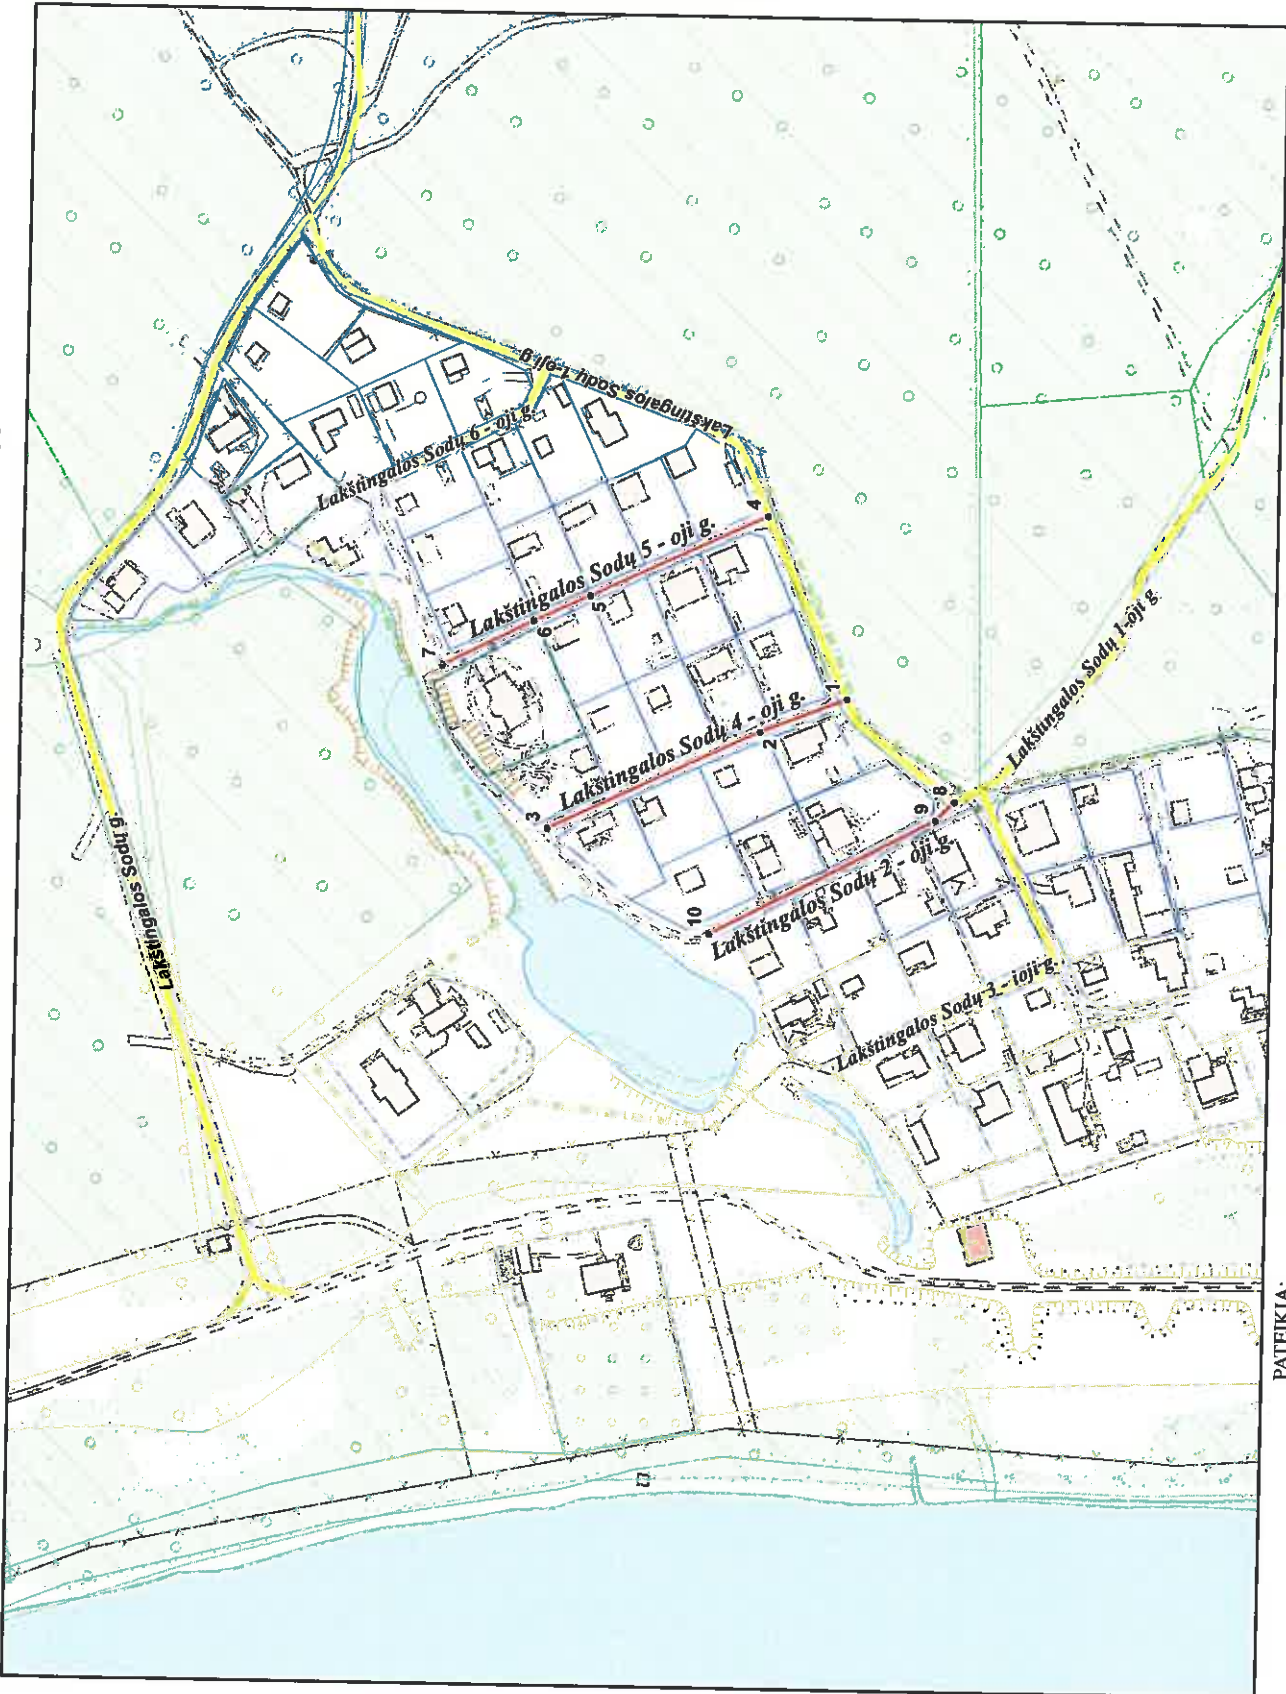 Lakštingalos Sodų 1-oji g
Lakštingalos Sodų 6 - oji g.
4
Lakštingalos Sodų 5 - oji g.
5
6
7
1
Lakštingalos Sodų 4 - oji g.
2
3
Lakštingalos Sodų 1-oji g
8
9
Lakštingalos Sodų 2 - oji g.
10
Lakštingalos Sodų g.
Lakštingalos Sodų 3 - ioji g.
PATEIKIA